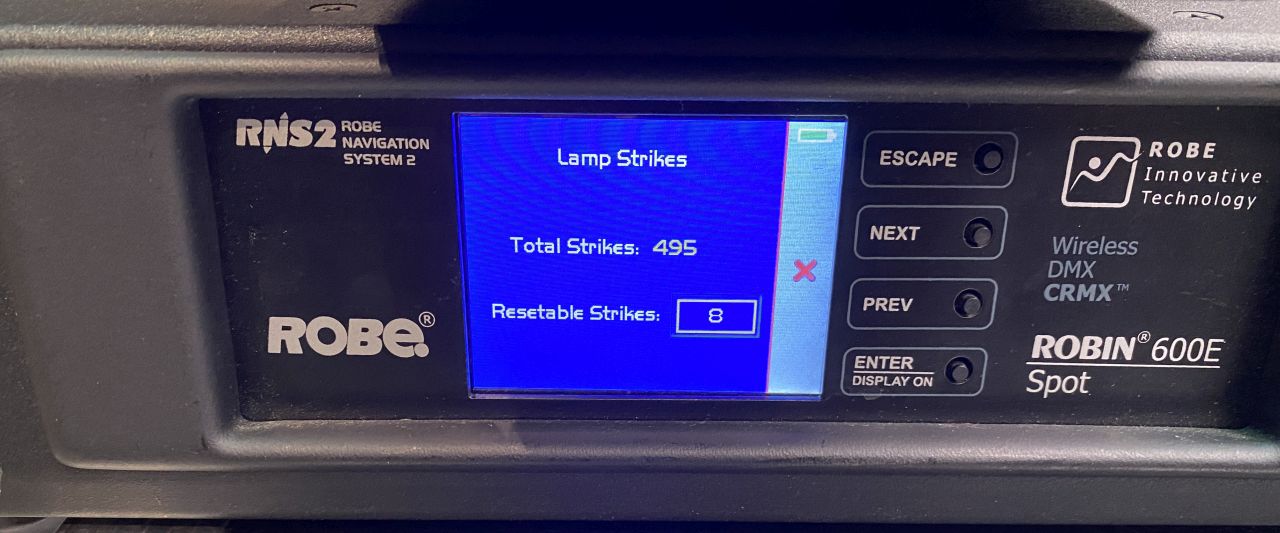 RNS2 ROBE
NAVIGATION
SYSTEM 2
ROBE®
Lamp Strikes
Total Strikes: 495
Resetable Strikes: 8
ESCAPE
NEXT
PREV
ENTER
DISPLAY ON
ROBE
Innovative
Technology
Wireless
DMX
CRMX™
ROBIN® 600E
Spot